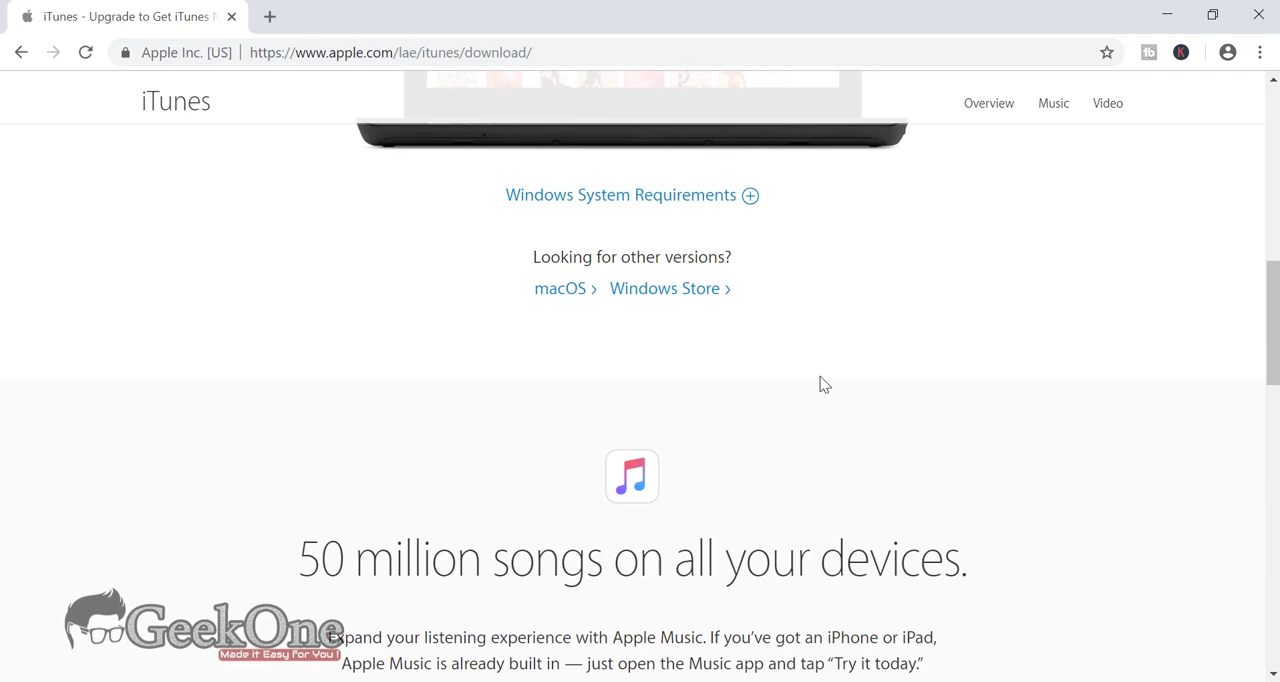 iTunes - Upgrade to Get iTunes
Apple Inc. [US] | https://www.apple.com/lae/itunes/download/
iTunes
Overview Music Video
Windows System Requirements
Looking for other versions?
macOS › Windows Store ›
50 million songs on all your devices.
Expand your listening experience with Apple Music. If you’ve got an iPhone or iPad,
Apple Music is already built in — just open the Music app and tap “Try it today.”
GeekOne
Made it Easy For You !